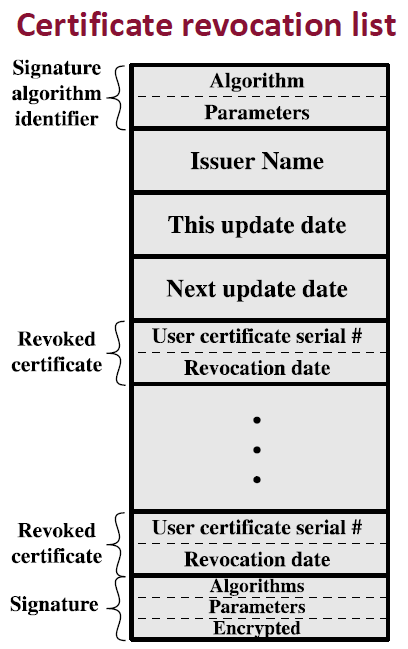 Certificate revocation list
Signature
algorithm
identifier
Algorithm
Parameters
Issuer Name
This update date
Next update date
Revoked
certificate
User certificate serial #
Revocation date
Revoked
certificate
User certificate serial #
Revocation date
Signature
Algorithms
Parameters
Encrypted